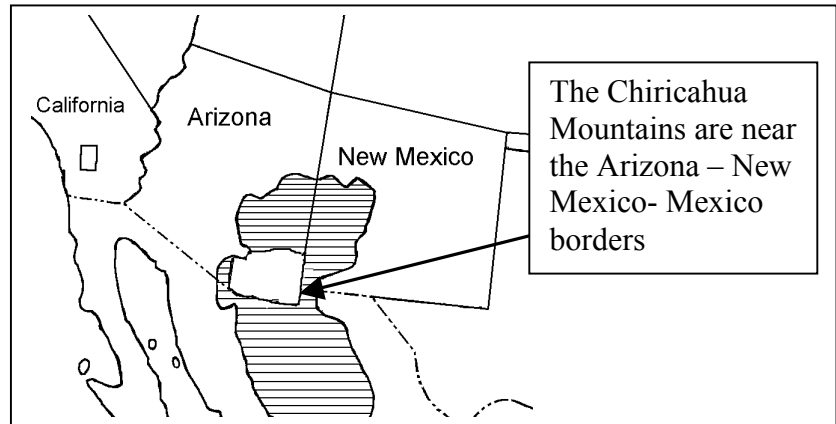 California
Arizona
New Mexico
The Chiricahua
Mountains are near
the Arizona – New
Mexico- Mexico
borders